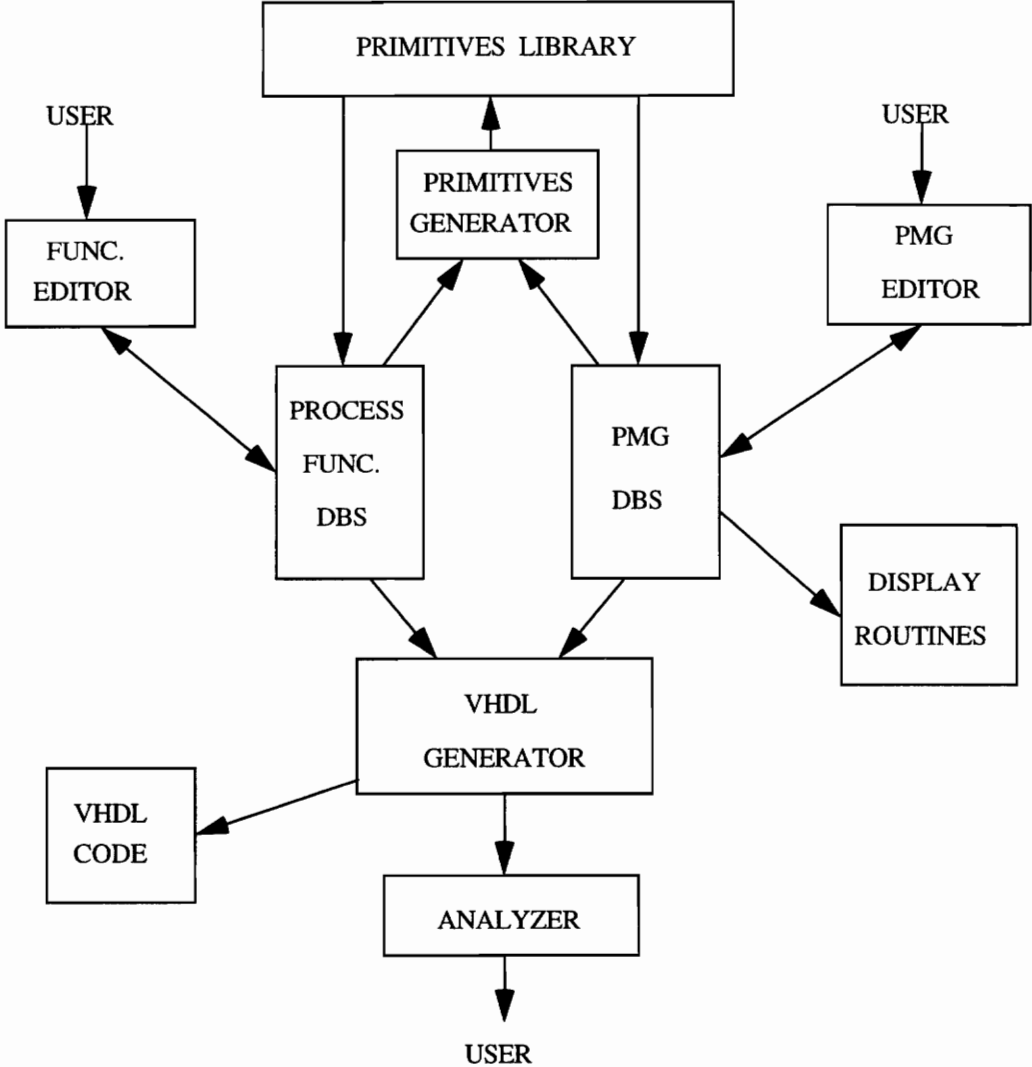 PRIMITIVES LIBRARY
USER
USER
PRIMITIVES
GENERATOR
FUNC.
EDITOR
PMG
EDITOR
PROCESS
FUNC.
DBS
PMG
DBS
DISPLAY
ROUTINES
VHDL
GENERATOR
VHDL
CODE
ANALYZER
USER